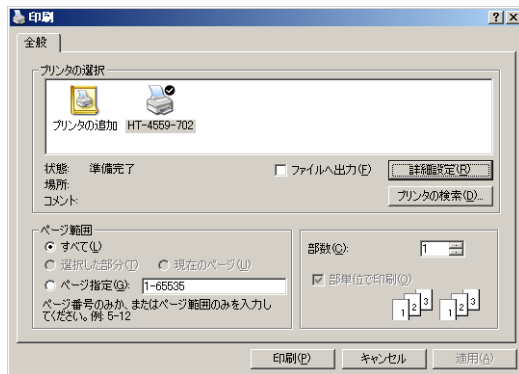 印刷
全般
プリンタの選択
プリンタの追加
HT-4559-702
状態: 準備完了
場所:
コメント:
ファイルへ出力(F)
詳細設定(R)
プリンタの検索(D)...
ページ範囲
すべて(L)
選択した部分(T)
現在のページ(U)
ページ指定(G): 1-65535
ページ番号のみか、またはページ範囲のみを入力し
てください。例: 5-12
部数(C): 1
部単位で印刷(O)
1 2 3 1 2 3
印刷(P)
キャンセル
適用(A)